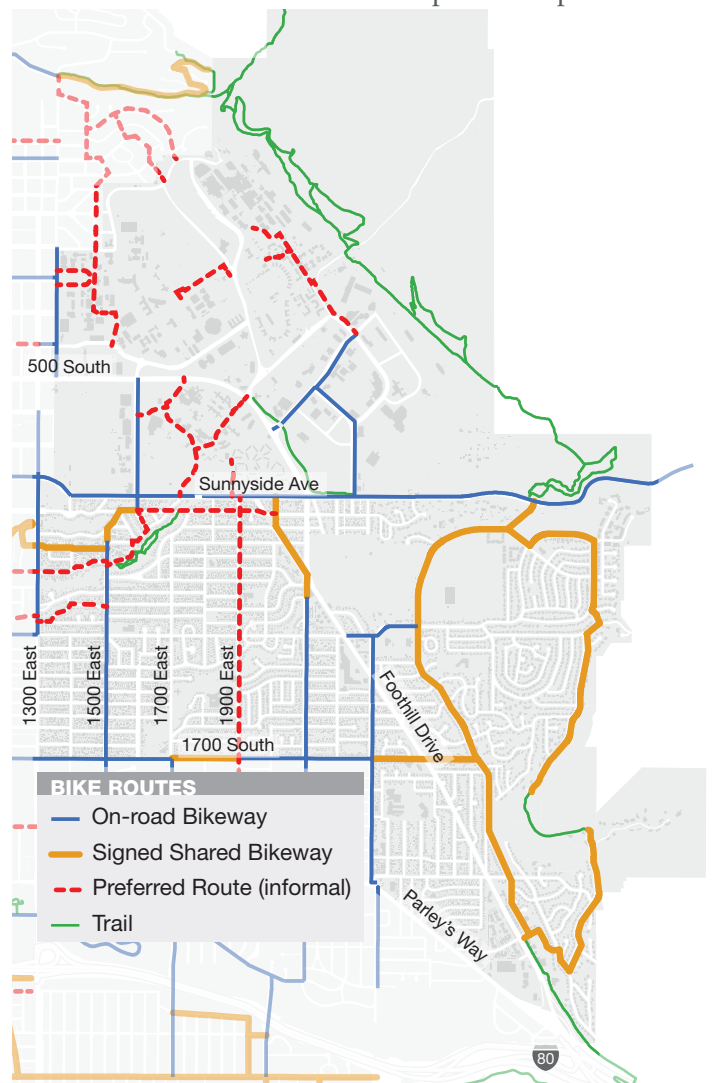 500 South
Sunnyside Ave
1300 East
1500 East
1700 East
1900 East
Foothill Drive
1700 South
BIKE ROUTES
On-road Bikeway
Signed Shared Bikeway
Preferred Route (informal)
Trail
Parley's Way
80